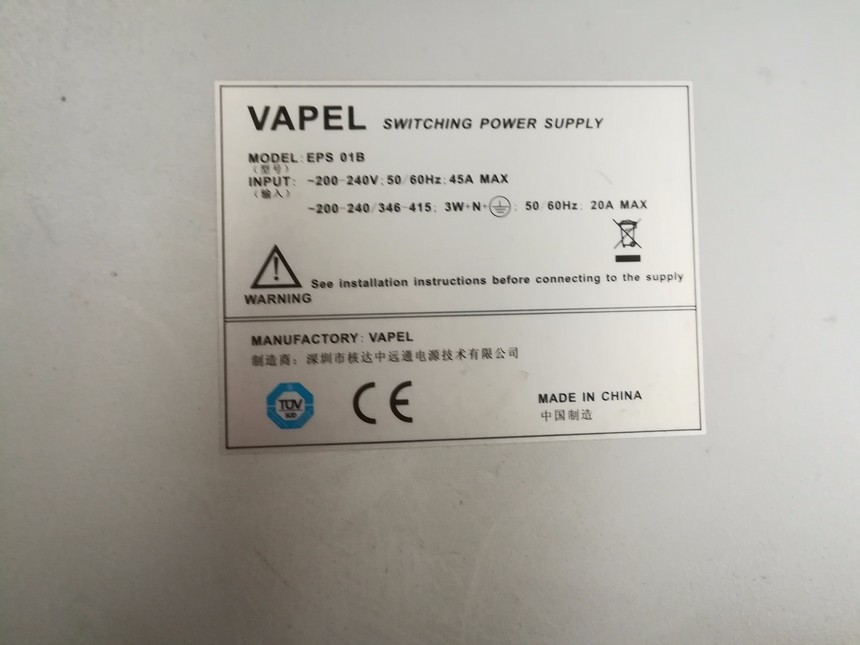 VAPEL SWITCHING POWER SUPPLY
MODEL: EPS 01B
(型号)
INPUT: ~200-240V; 50/60Hz; 45A MAX
(输入)
~200-240/346-415; 3W+N+ ; 50/60Hz; 20A MAX
See installation instructions before connecting to the supply
WARNING
MANUFACTORY: VAPEL
制造商: 深圳市核达中远通电源技术有限公司
TÜV
SÜD
CE
MADE IN CHINA
中国制造